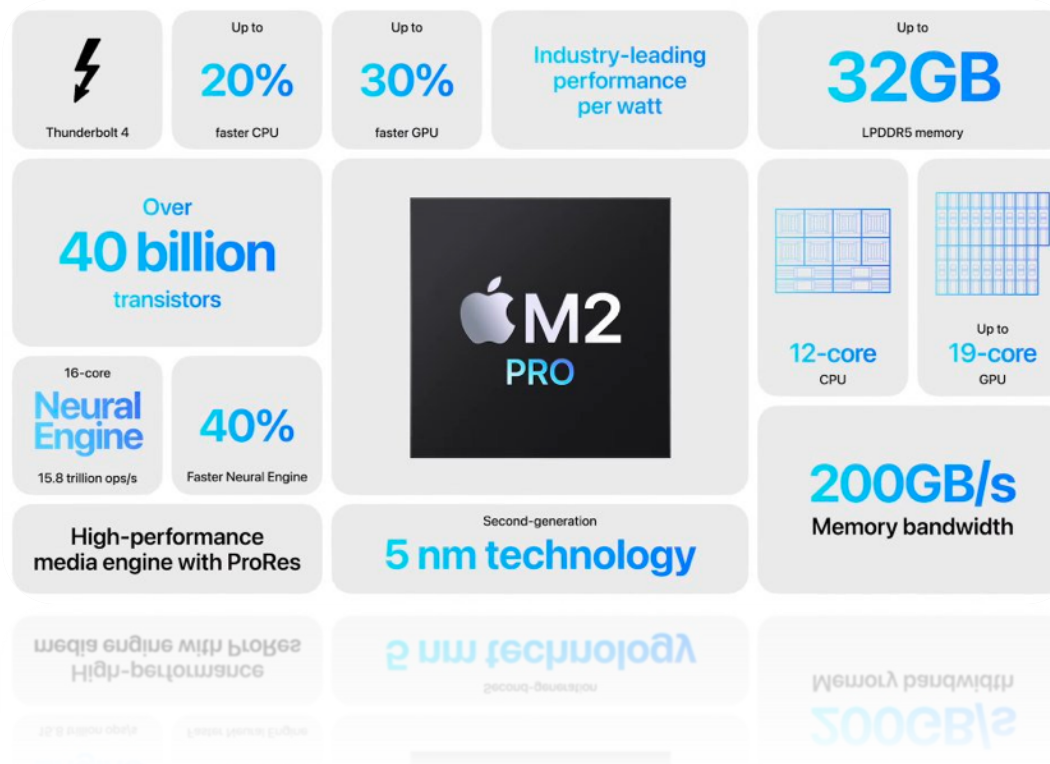 Thunderbolt 4
Up to
20%
faster CPU
Up to
30%
faster GPU
Industry-leading
performance
per watt
Up to
32GB
LPDDR5 memory
Over
40 billion
transistors
M2
PRO
12-core
CPU
Up to
19-core
GPU
16-core
Neural
Engine
15.8 trillion ops/s
40%
Faster Neural Engine
200GB/s
Memory bandwidth
High-performance
media engine with ProRes
Second-generation
5 nm technology